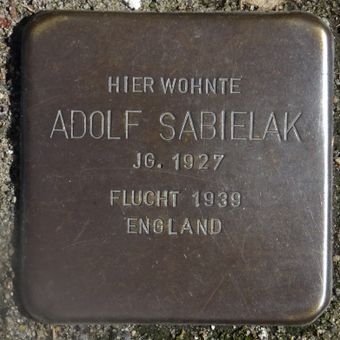 HIER WOHNTE
ADOLF SABIELAK
JG. 1927
FLUCHT 1939
ENGLAND